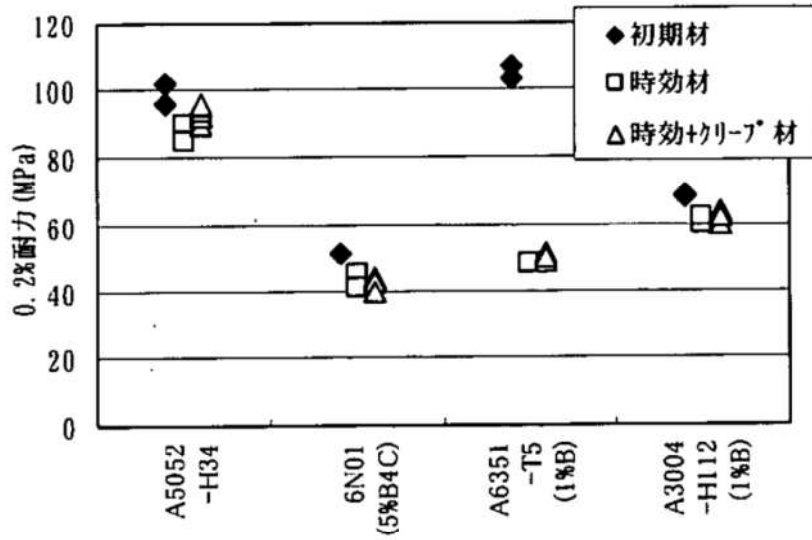 120
100
80
60
40
20
0
0.2%耐力(MPa)
◆初期材
□時効材
△時効+クリープ材
A5052
-H34
6N01
(5%B4C)
A6351
-T5
(1%B)
A3004
-H112
(1%B)